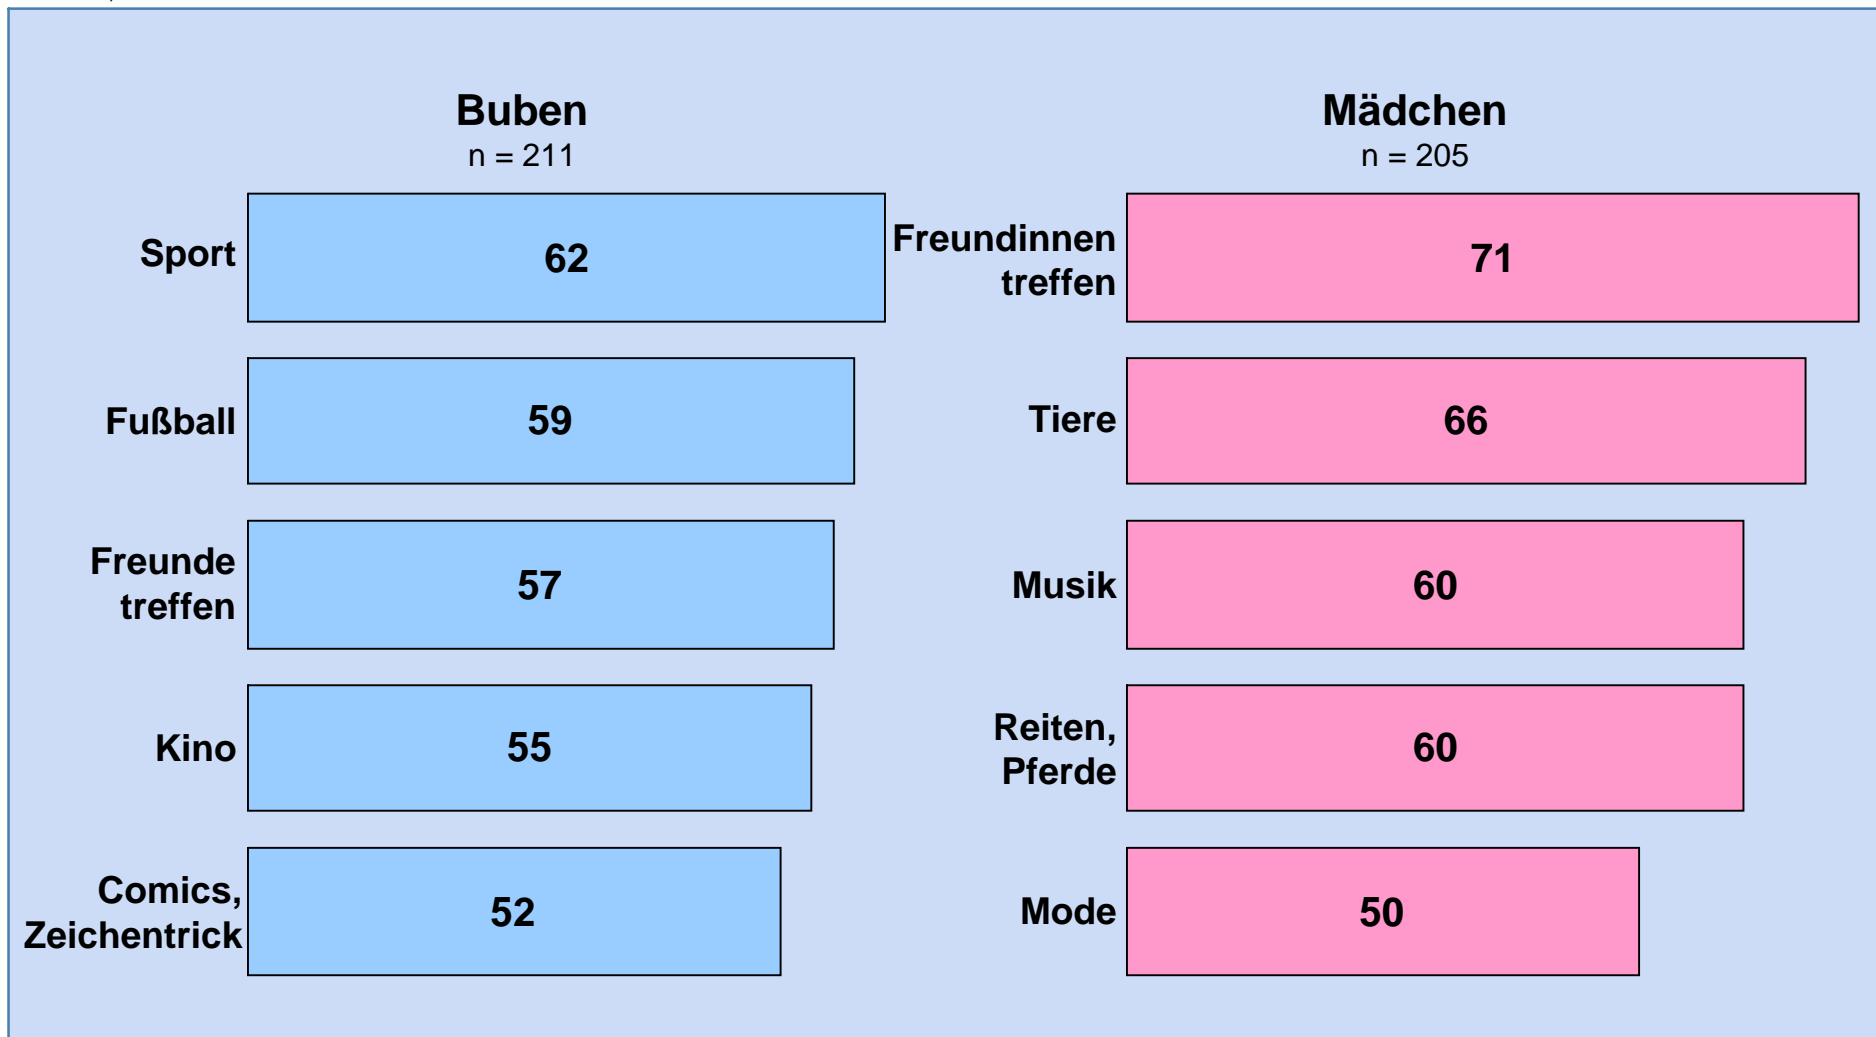 Buben
n = 211
Sport
62
Fußball
59
Freunde
treffen
57
Kino
55
Comics,
Zeichentrick
52
Mädchen
n = 205
Freundinnen
treffen
71
Tiere
66
Musik
60
Reiten,
Pferde
60
Mode
50